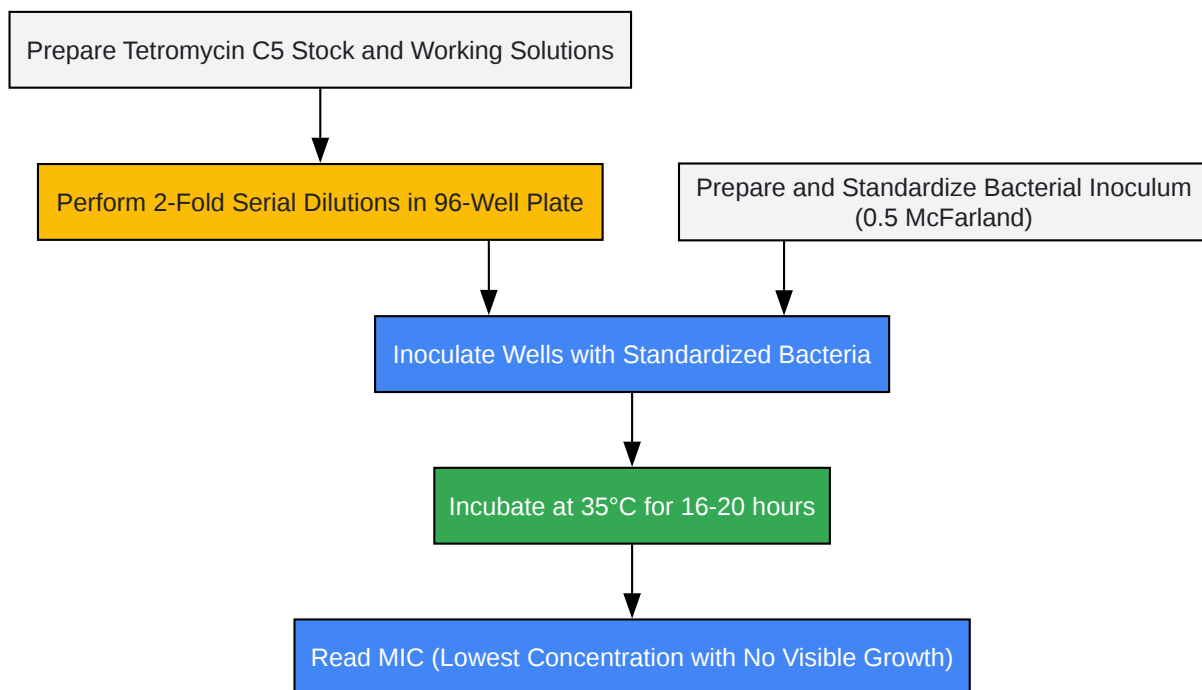 Prepare Tetromycin C5 Stock and Working Solutions
Perform 2-Fold Serial Dilutions in 96-Well Plate
Prepare and Standardize Bacterial Inoculum
(0.5 McFarland)
Inoculate Wells with Standardized Bacteria
Incubate at 35°C for 16-20 hours
Read MIC (Lowest Concentration with No Visible Growth)